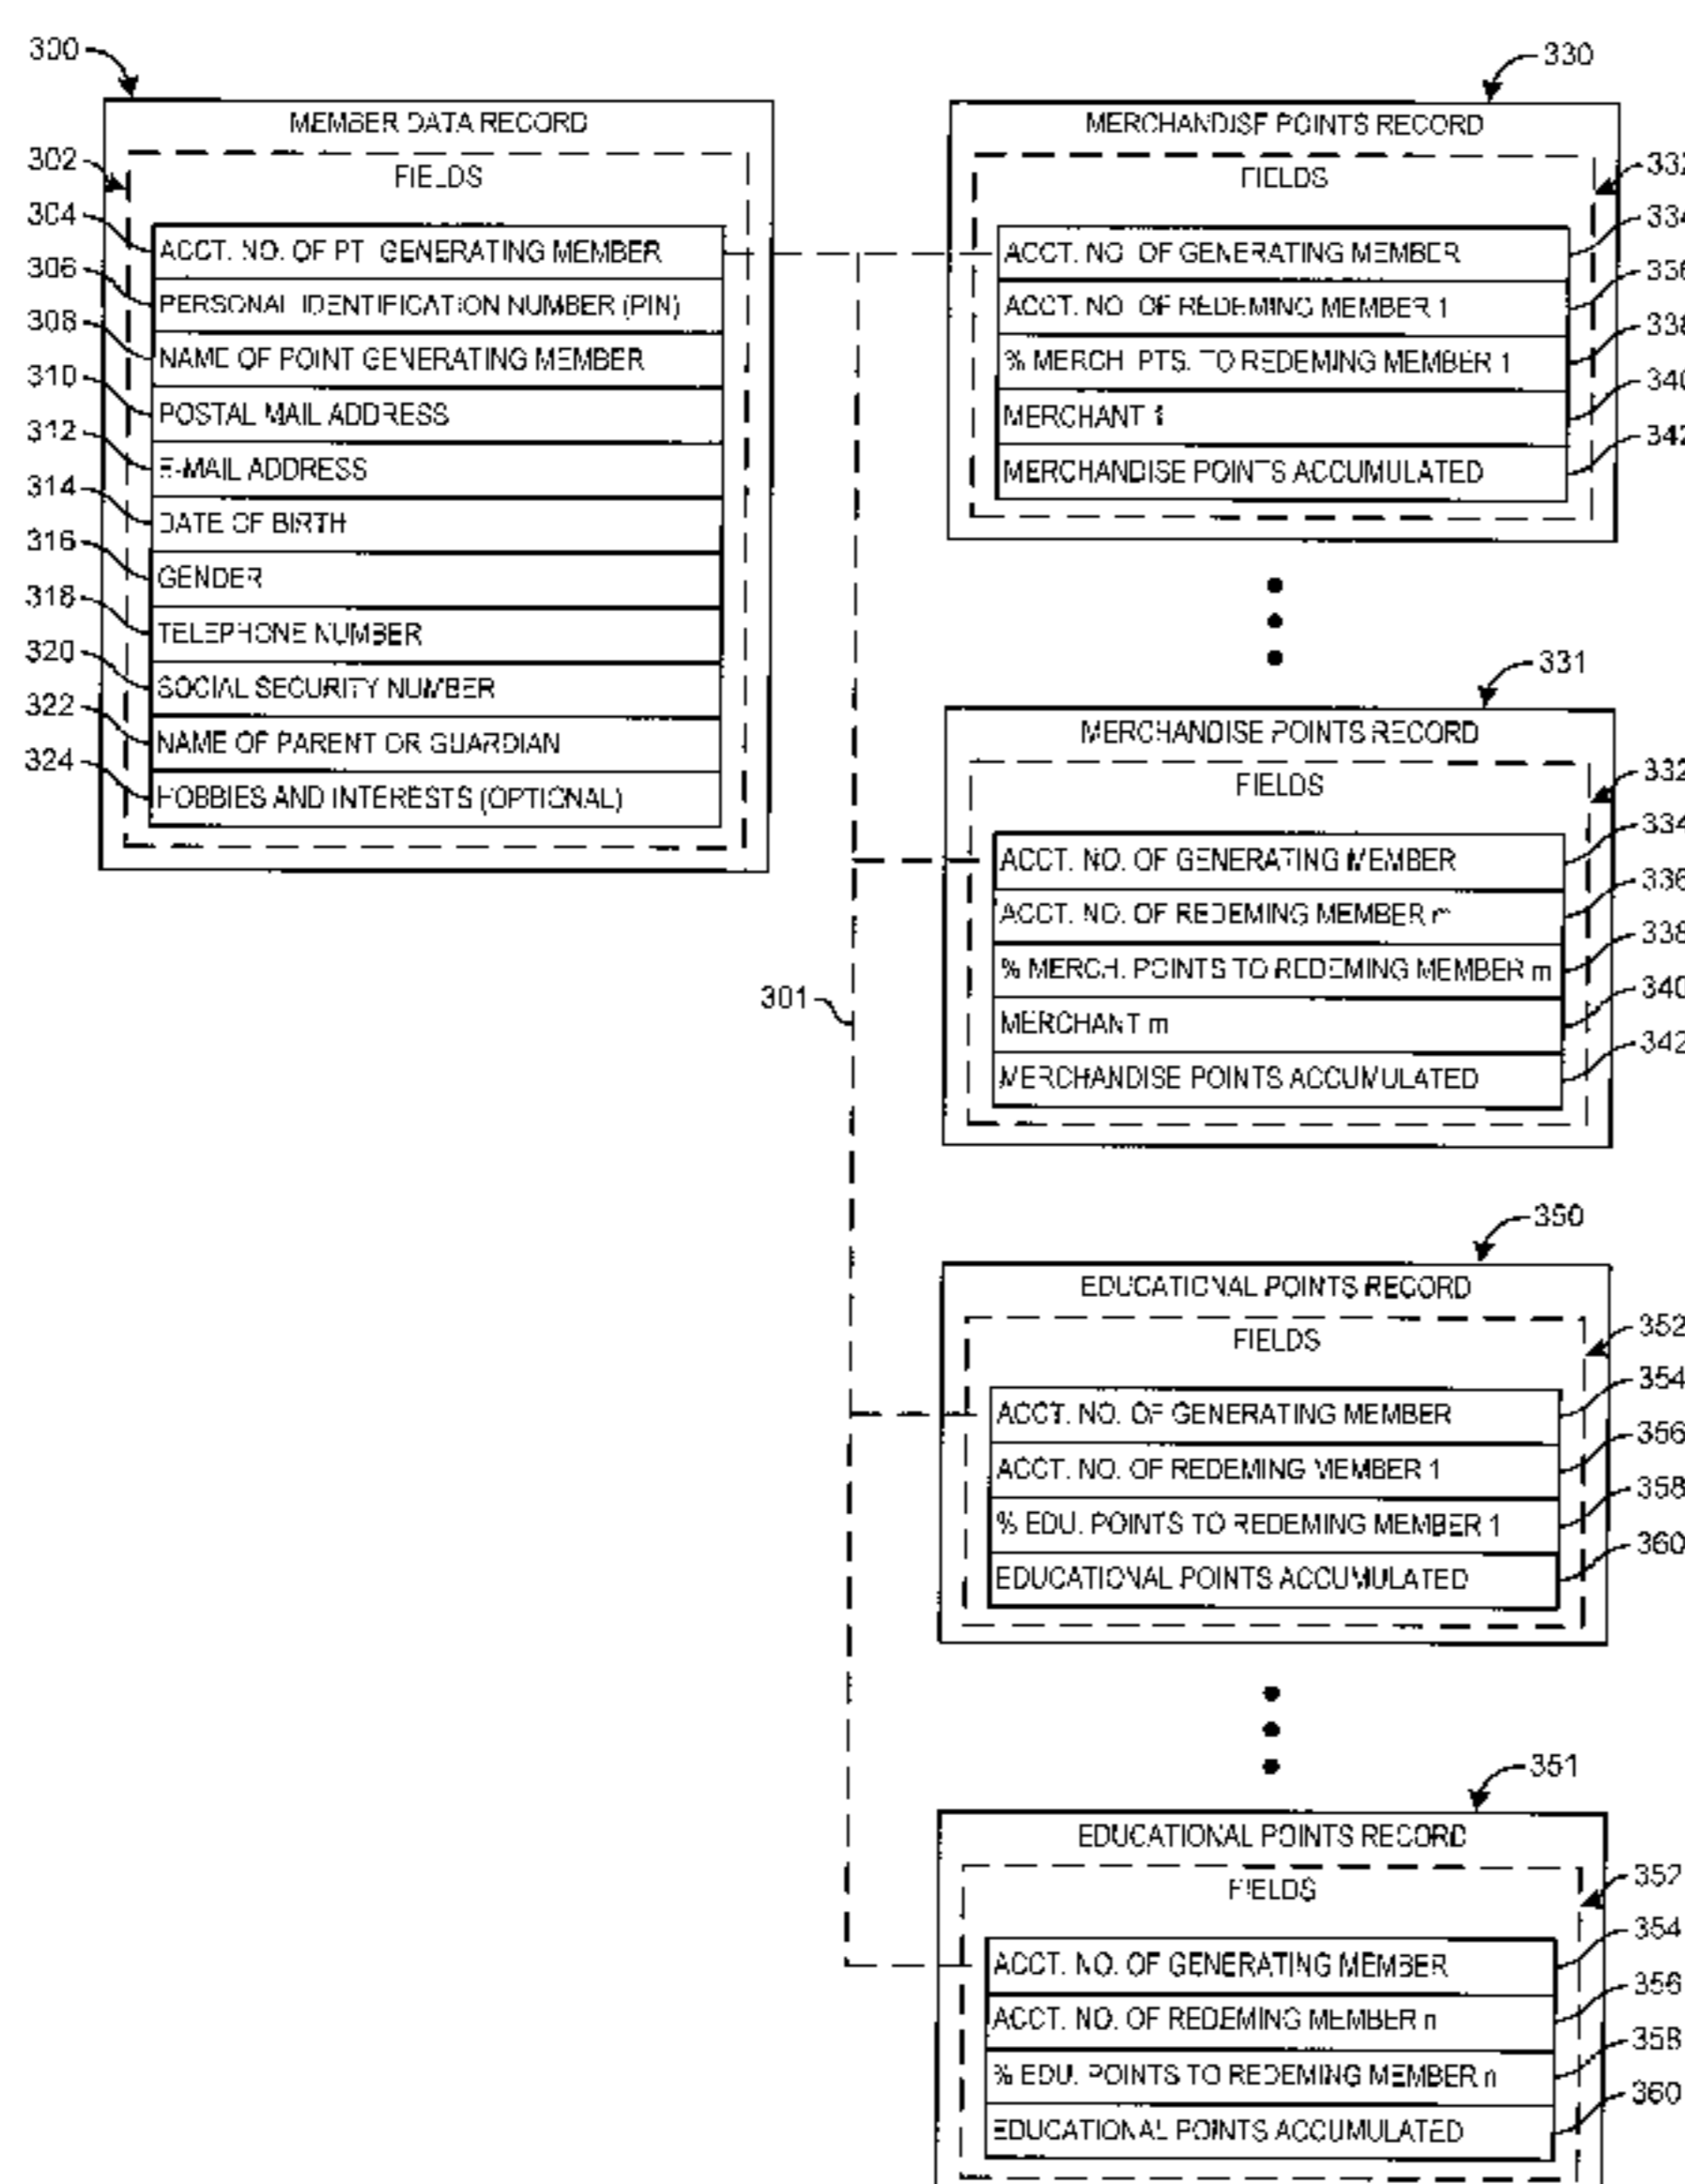 300
MEMBER DATA RECORD
302
FIELDS
304
ACCT. NO. OF PT. GENERATING MEMBER
306
PERSONAL IDENTIFICATION NUMBER (PIN)
308
NAME OF POINT GENERATING MEMBER
310
POSTAL MAIL ADDRESS
312
E-MAIL ADDRESS
314
DATE OF BIRTH
316
GENDER
318
TELEPHONE NUMBER
320
SOCIAL SECURITY NUMBER
322
NAME OF PARENT OR GUARDIAN
324
HOBBIES AND INTERESTS (OPTIONAL)
301
330
MERCHANDISE POINTS RECORD
FIELDS
332
ACCT. NO. OF GENERATING MEMBER
334
ACCT. NO. OF REDEMING MEMBER 1
336
% MERCH. PTS. TO REDEMING MEMBER 1
338
MERCHANT 1
340
MERCHANDISE POINTS ACCUMULATED
342
331
MERCHANDISE POINTS RECORD
FIELDS
332
ACCT. NO. OF GENERATING MEMBER
334
ACCT. NO. OF REDEMING MEMBER m
336
% MERCH. POINTS TO REDEMING MEMBER m
338
MERCHANT m
340
MERCHANDISE POINTS ACCUMULATED
342
350
EDUCATIONAL POINTS RECORD
FIELDS
352
ACCT. NO. OF GENERATING MEMBER
354
ACCT. NO. OF REDEMING MEMBER 1
356
% EDU. POINTS TO REDEMING MEMBER 1
358
EDUCATIONAL POINTS ACCUMULATED
360
351
EDUCATIONAL POINTS RECORD
FIELDS
352
ACCT. NO. OF GENERATING MEMBER
354
ACCT. NO. OF REDEMING MEMBER n
356
% EDU. POINTS TO REDEMING MEMBER n
358
EDUCATIONAL POINTS ACCUMULATED
360